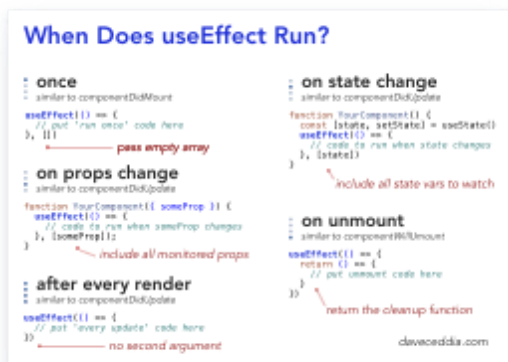 When Does useEffect Run?
once
similar to componentDidMount
useEffect(() => {
// put 'run once' code here
}, [])
pass empty array
on props change
similar to componentDidUpdate
function YourComponent({ someProp }) {
useEffect(() => {
// code to run when someProp changes
}, [someProp]);
}
include all monitored props
after every render
similar to componentDidUpdate
useEffect(() => {
// put 'every update' code here
})
no second argument
on state change
similar to componentDidUpdate
function YourComponent() {
const [state, setState] = useState()
useEffect(() => {
// code to run when state changes
}, [state])
}
include all state vars to watch
on unmount
similar to componentWillUmount
useEffect(() => {
return () => {
// put unmount code here
}
})
return the cleanup function
daveceddia.com